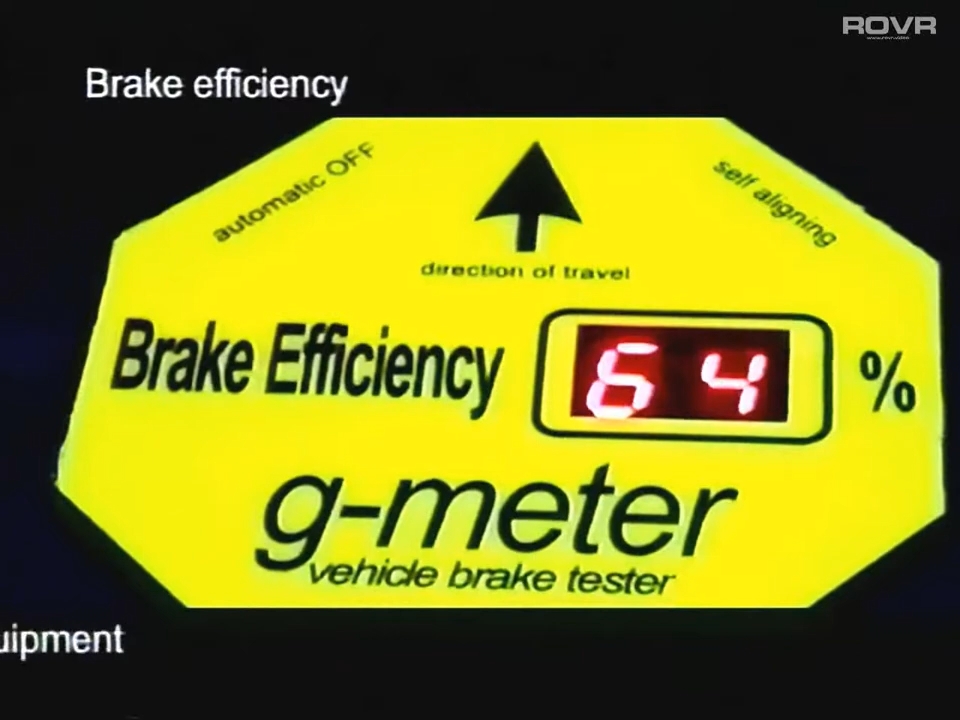 ROVR
Brake efficiency
automatic OFF
self aligning
direction of travel
Brake Efficiency 64 %
g-meter
vehicle brake tester
uipment